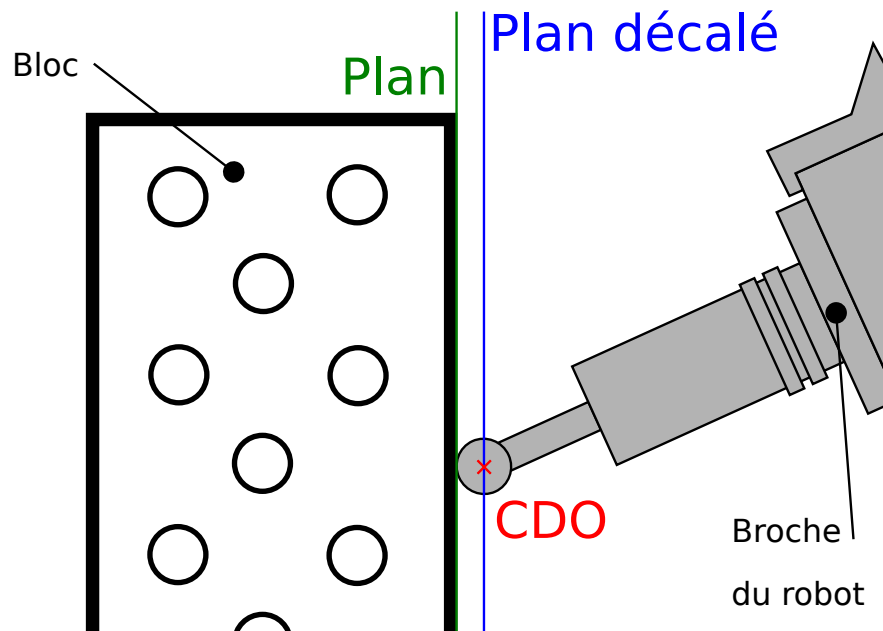 Plan décalé
Bloc
Plan
CDO
Broche
du robot